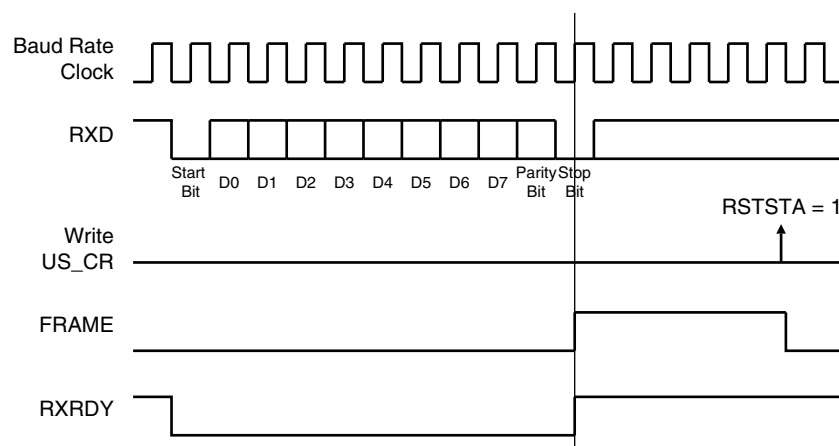 Baud Rate
Clock
RXD
Start
Bit
D0 D1 D2 D3 D4 D5 D6 D7
Parity
Bit
Stop
Bit
RSTSTA = 1
Write
US_CR
FRAME
RXRDY